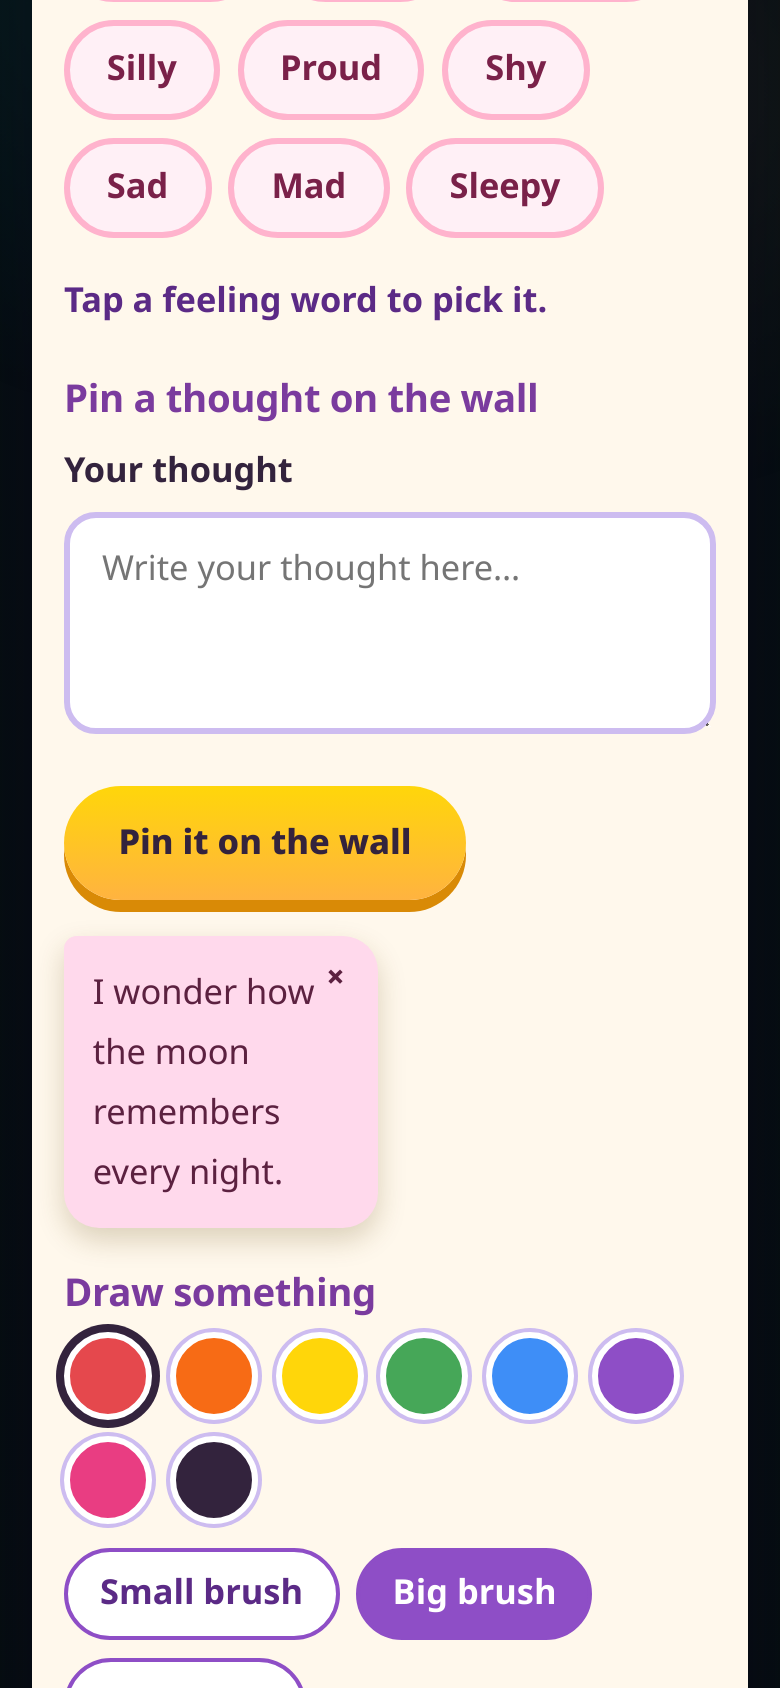 Silly Proud Shy
Sad Mad Sleepy
Tap a feeling word to pick it.
Pin a thought on the wall
Your thought
Write your thought here...
Pin it on the wall
I wonder how ×
the moon
remembers
every night.
Draw something
Small brush Big brush